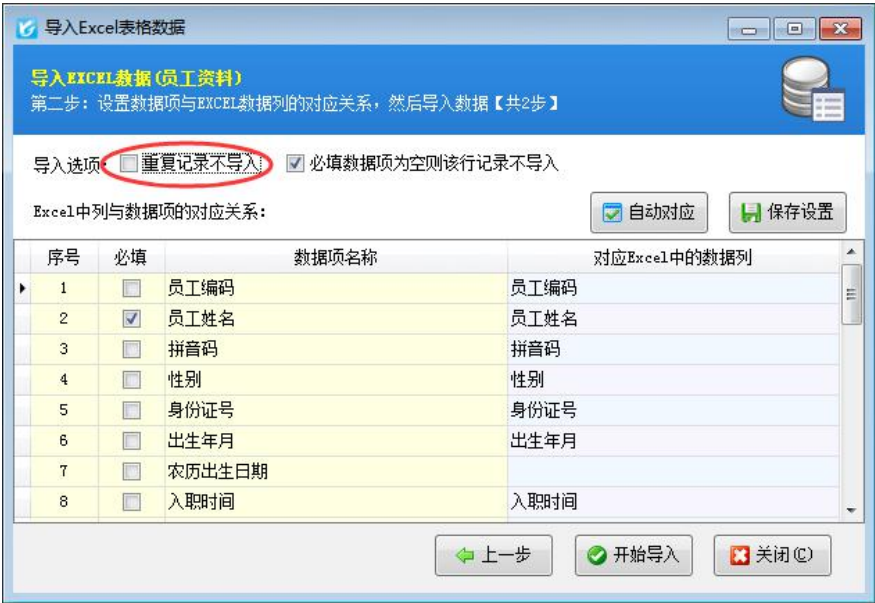 导入Excel表格数据
导入EXCEL数据(员工资料)
第二步：设置数据项与EXCEL数据列的对应关系，然后导入数据【共2步】
导入选项: 重复记录不导入 必填数据项为空则该行记录不导入
Excel中列与数据项的对应关系: 自动对应 保存设置
序号 必填 数据项名称 对应Excel中的数据列
1 员工编码 员工编码
2 员工姓名 员工姓名
3 拼音码 拼音码
4 性别 性别
5 身份证号 身份证号
6 出生年月 出生年月
7 农历出生日期
8 入职时间 入职时间
上一步 开始导入 关闭(C)